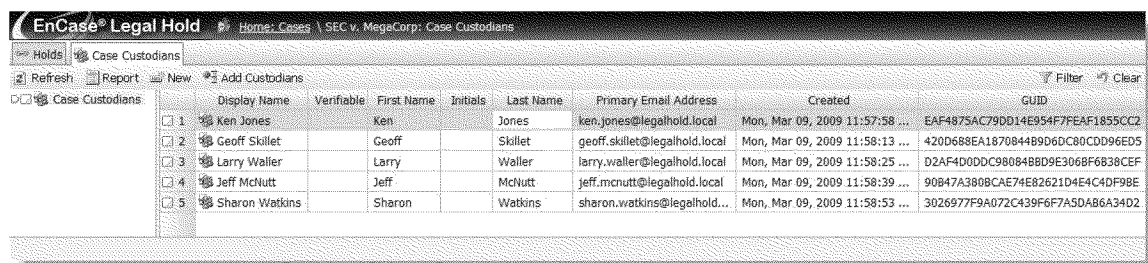 EnCase® Legal Hold Home: Cases \ SEC v. MegaCorp: Case Custodians
Holds Case Custodians
Refresh Report New Add Custodians Filter Clear
Case Custodians
Display Name Verifiable First Name Initials Last Name Primary Email Address Created GUID
1 Ken Jones Ken Jones ken.jones@legalhold.local Mon, Mar 09, 2009 11:57:58 ... EAF4875AC79DD14E954F7FEAF1855CC2
2 Geoff Skillet Geoff Skillet geoff.skillet@legalhold.local Mon, Mar 09, 2009 11:58:13 ... 420D688EA1870844B9D6DC80CDD96ED5
3 Larry Waller Larry Waller larry.waller@legalhold.local Mon, Mar 09, 2009 11:58:25 ... D2AF4D0DDC98084BBD9E306BF6B38CEF
4 Jeff McNutt Jeff McNutt jeff.mcnutt@legalhold.local Mon, Mar 09, 2009 11:58:39 ... 90B47A380BCAE74E82621D4E4C4DF9BE
5 Sharon Watkins Sharon Watkins sharon.watkins@legalhold... Mon, Mar 09, 2009 11:58:53 ... 3026977F9A072C439F6F7A5DAB6A34D2